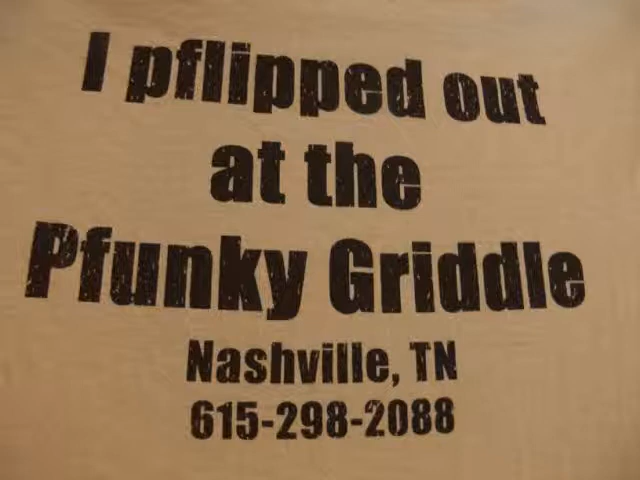 I pflipped out
at the
Pfunky Griddle
Nashville, TN
615-298-2088